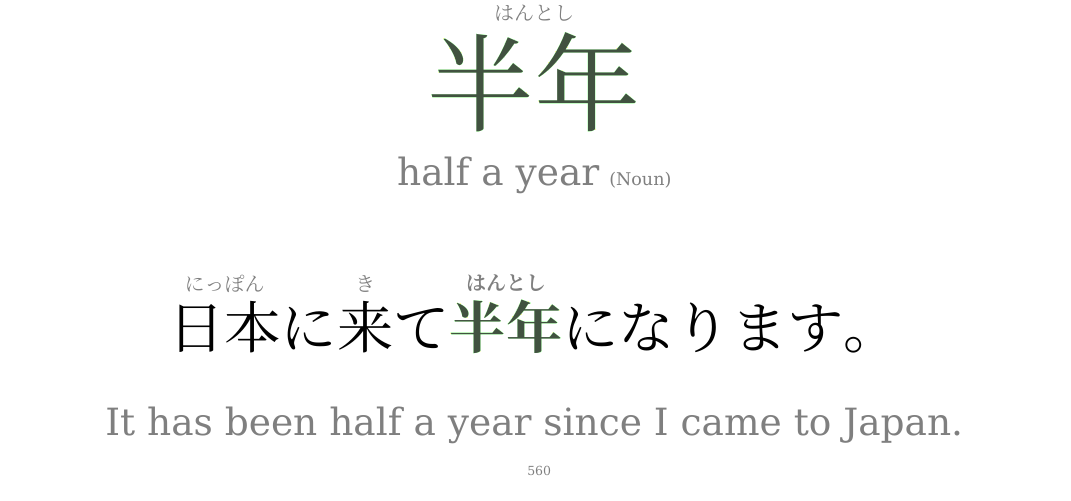 はんとし
半年
half a year (Noun)
にっぽん き はんとし
日本に来て半年になります。
It has been half a year since I came to Japan.
560